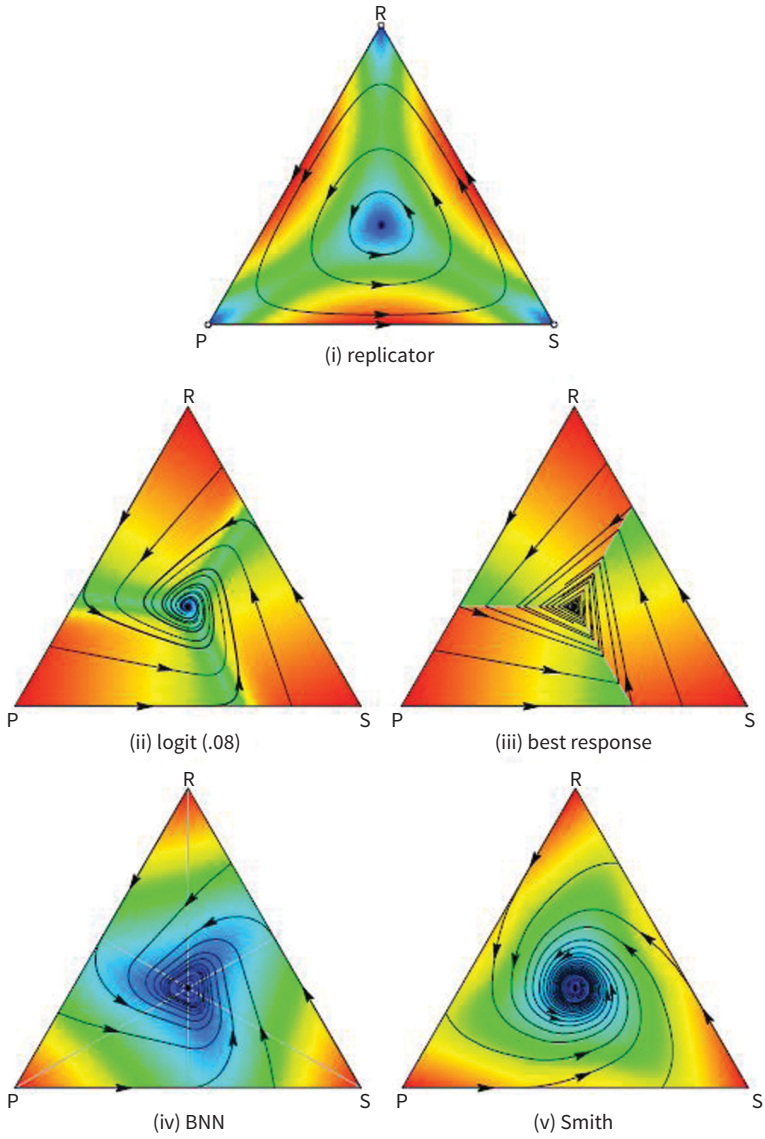 R
P S
(i) replicator
R R
P S P S
(ii) logit (.08) (iii) best response
R R
P S P S
(iv) BNN (v) Smith